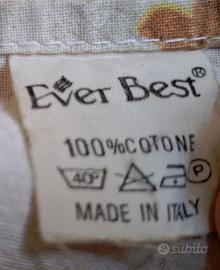 Ever Best®
100% COTONE
40° P
MADE IN ITALY
subito